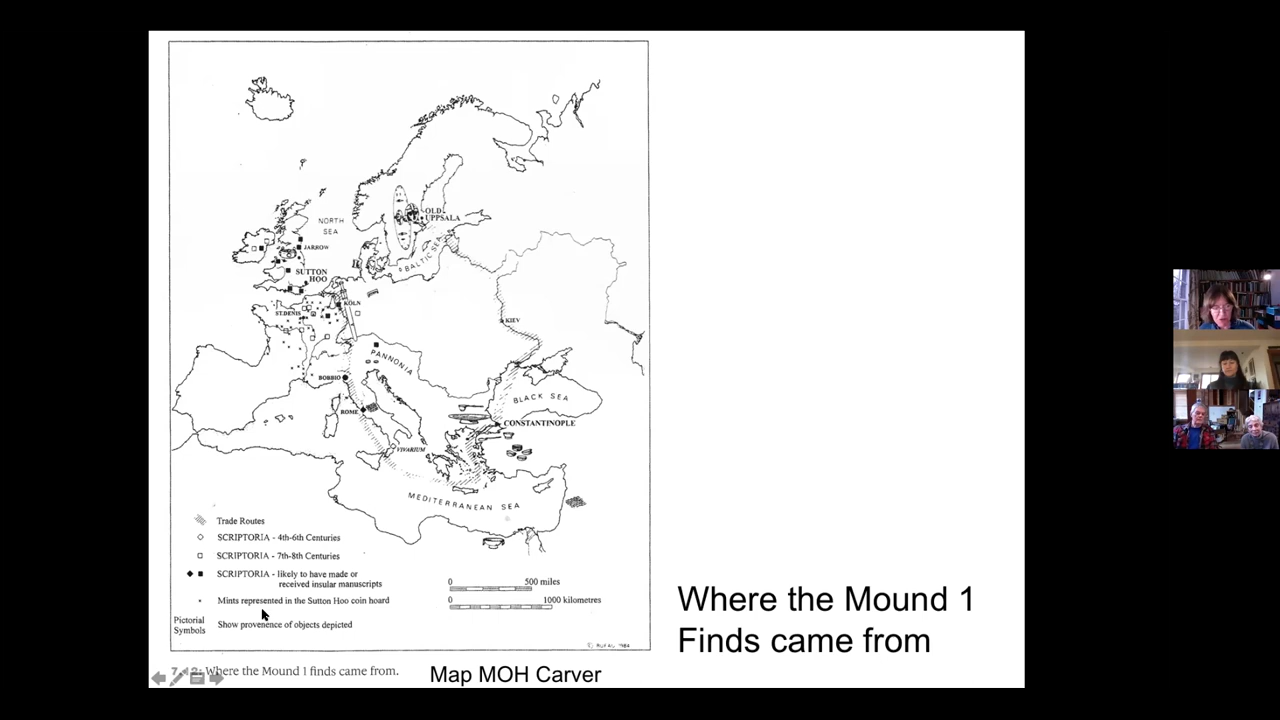 NORTH
SEA
OLD
UPPSALA
BALTIC SEA
JARROW
SUTTON
HOO
KÖLN
ST.DENIS
KIEV
PANNONIA
BOBBIO
BLACK SEA
ROME
CONSTANTINOPLE
VIVARIUM
MEDITERRANEAN SEA
Trade Routes
SCRIPTORIA - 4th-6th Centuries
SCRIPTORIA - 7th-8th Centuries
SCRIPTORIA - likely to have made or
received insular manuscripts
Mints represented in the Sutton Hoo coin hoard
Pictorial
Symbols
Show provenence of objects depicted
0 500 miles
0 1000 kilometres
Where the Mound 1 finds came from.
Map MOH Carver
Where the Mound 1
Finds came from